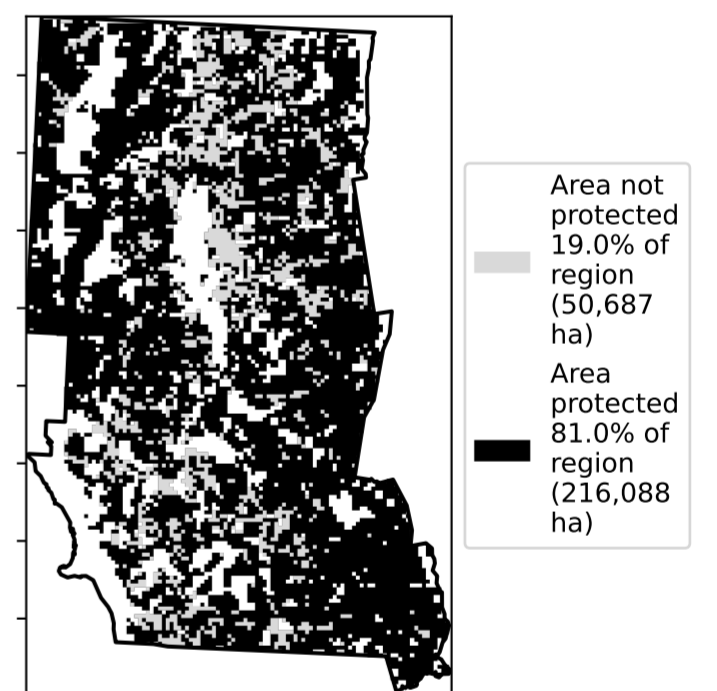 Area not
protected
19.0% of
region
(50,687
ha)
Area
protected
81.0% of
region
(216,088
ha)